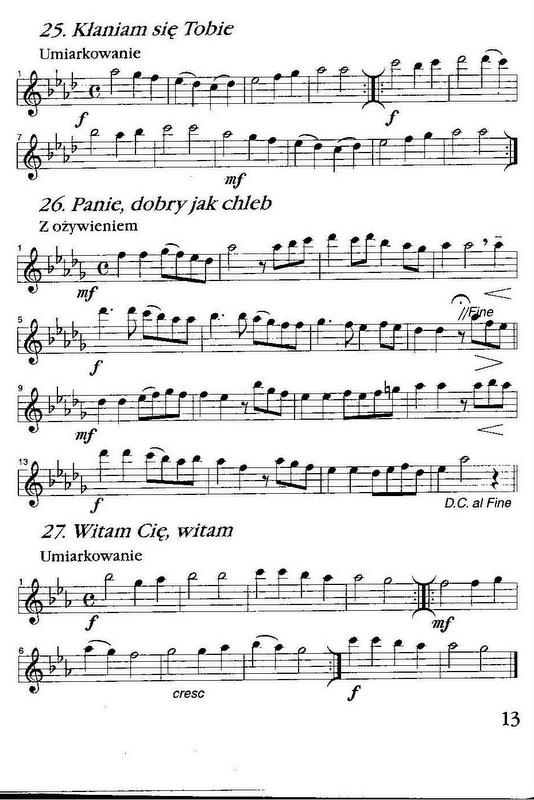 25. Kłaniam się Tobie
Umiarkowanie
1
f
f
7
mf
26. Panie, dobry jak chleb
Z ożywieniem
1
mf
5
//Fine
f
9
mf
13
f
D.C. al Fine
27. Witam Cię, witam
Umiarkowanie
1
f
mf
6
cresc
f
13